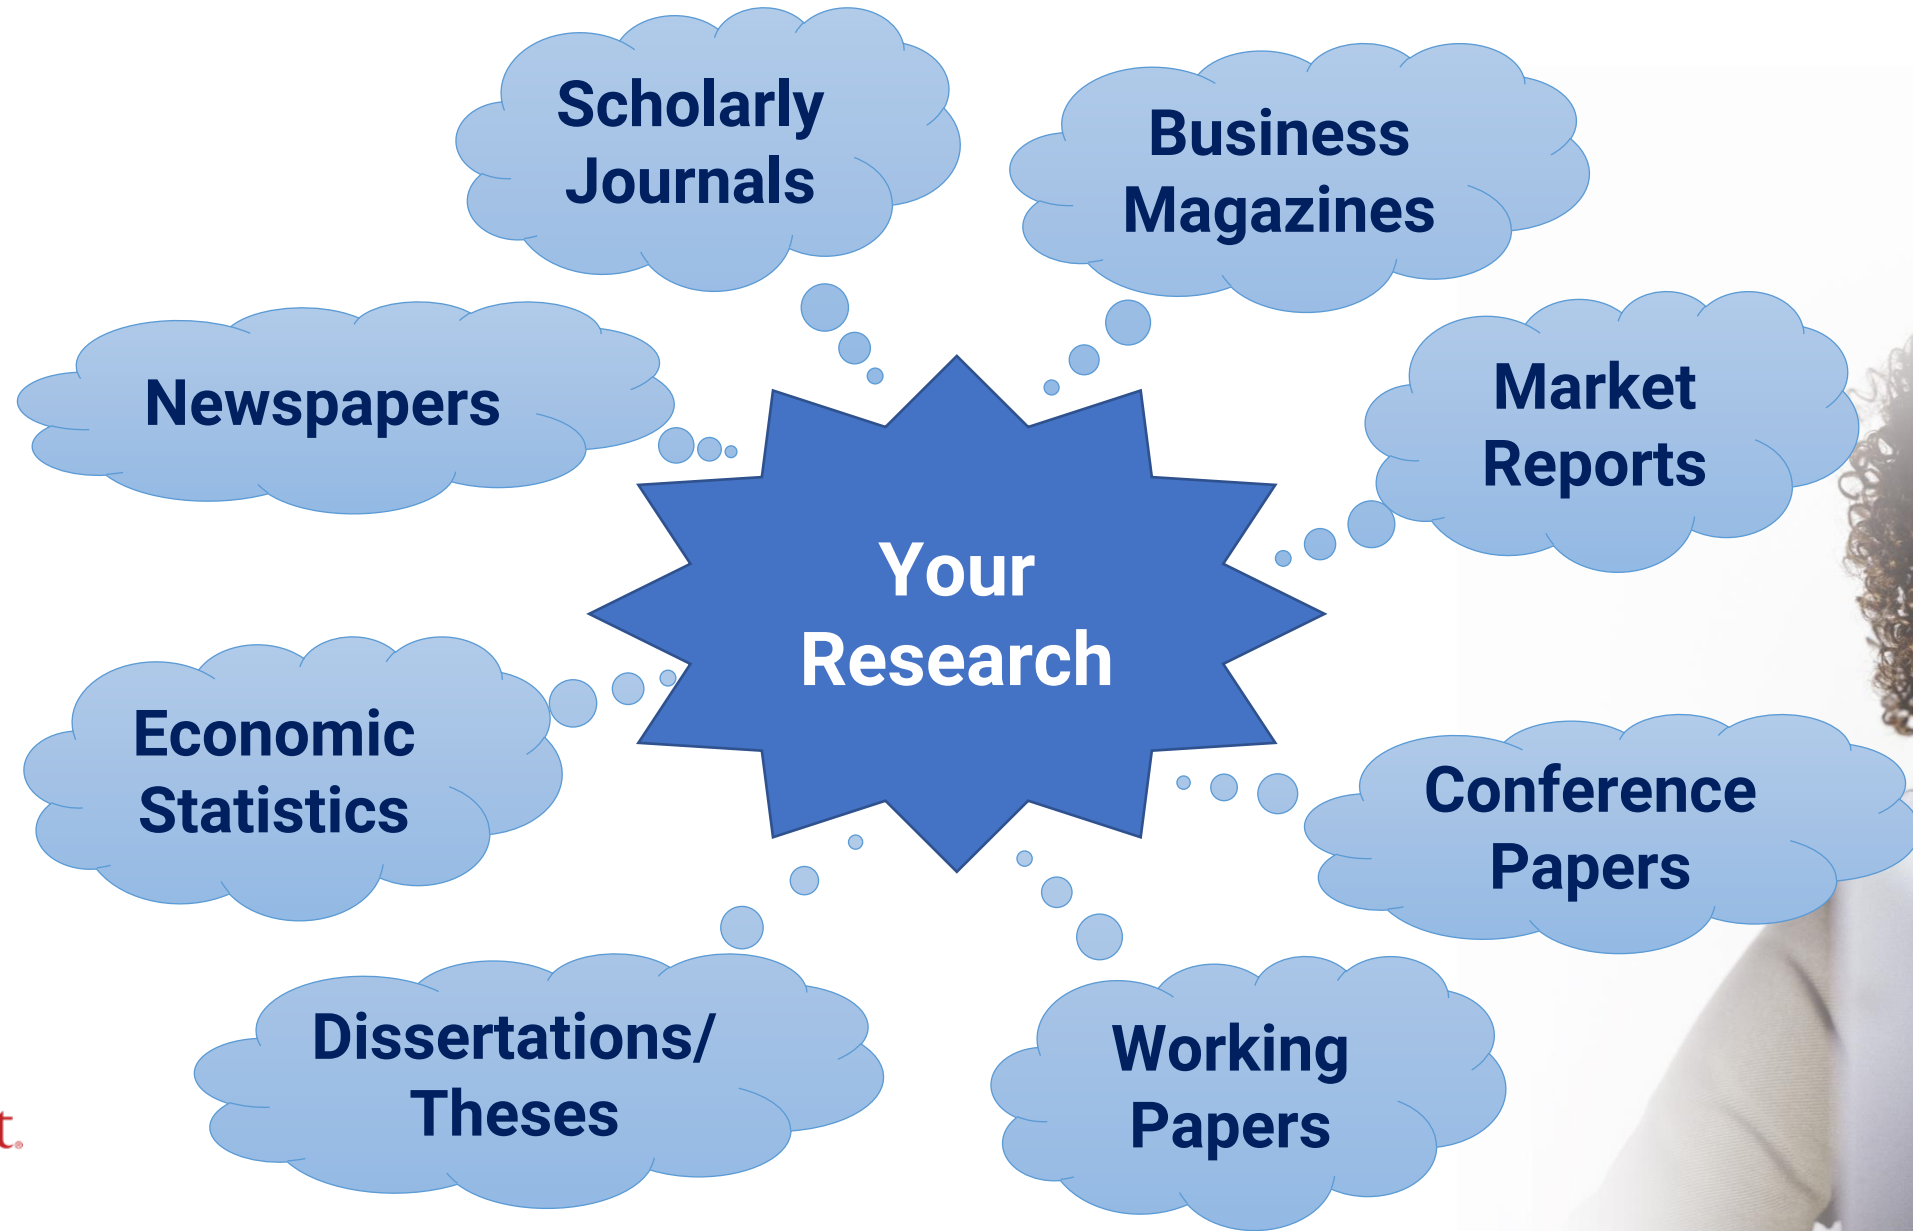 Scholarly
Journals
Business
Magazines
Newspapers
Market
Reports
Your
Research
Economic
Statistics
Conference
Papers
Dissertations/
Theses
Working
Papers
t.®